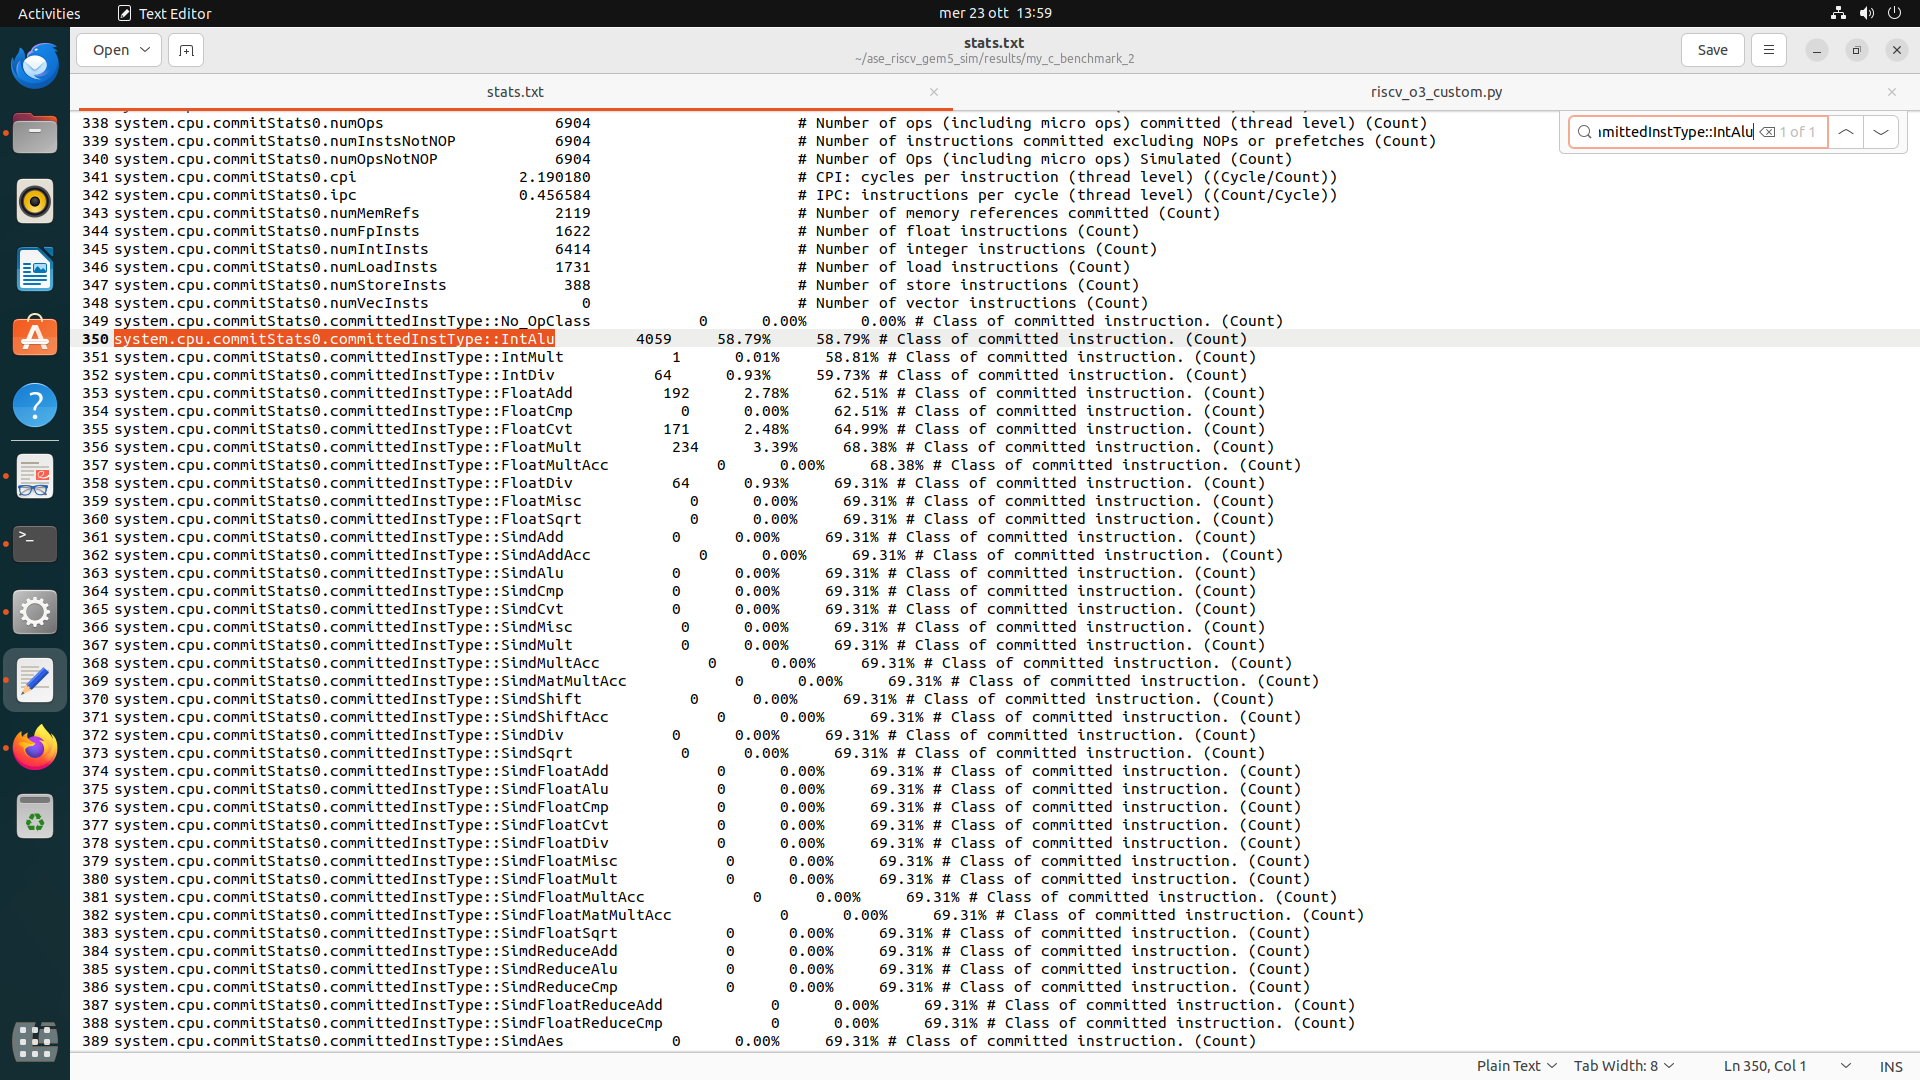 Activities Text Editor mer 23 ott 13:59
Open stats.txt Save
~/ase_riscv_gem5_sim/results/my_c_benchmark_2
stats.txt riscv_o3_custom.py
mmittedInstType::IntAlu 1 of 1
338 system.cpu.commitStats0.numOps 6904 # Number of ops (including micro ops) committed (thread level) (Count)
339 system.cpu.commitStats0.numInstsNotNOP 6904 # Number of instructions committed excluding NOPs or prefetches (Count)
340 system.cpu.commitStats0.numOpsNotNOP 6904 # Number of Ops (including micro ops) Simulated (Count)
341 system.cpu.commitStats0.cpi 2.190180 # CPI: cycles per instruction (thread level) ((Cycle/Count))
342 system.cpu.commitStats0.ipc 0.456584 # IPC: instructions per cycle (thread level) ((Count/Cycle))
343 system.cpu.commitStats0.numMemRefs 2119 # Number of memory references committed (Count)
344 system.cpu.commitStats0.numFpInsts 1622 # Number of float instructions (Count)
345 system.cpu.commitStats0.numIntInsts 6414 # Number of integer instructions (Count)
346 system.cpu.commitStats0.numLoadInsts 1731 # Number of load instructions (Count)
347 system.cpu.commitStats0.numStoreInsts 388 # Number of store instructions (Count)
348 system.cpu.commitStats0.numVecInsts 0 # Number of vector instructions (Count)
349 system.cpu.commitStats0.committedInstType::No_OpClass 0 0.00% 0.00% # Class of committed instruction. (Count)
350 system.cpu.commitStats0.committedInstType::IntAlu 4059 58.79% 58.79% # Class of committed instruction. (Count)
351 system.cpu.commitStats0.committedInstType::IntMult 1 0.01% 58.81% # Class of committed instruction. (Count)
352 system.cpu.commitStats0.committedInstType::IntDiv 64 0.93% 59.73% # Class of committed instruction. (Count)
353 system.cpu.commitStats0.committedInstType::FloatAdd 192 2.78% 62.51% # Class of committed instruction. (Count)
354 system.cpu.commitStats0.committedInstType::FloatCmp 0 0.00% 62.51% # Class of committed instruction. (Count)
355 system.cpu.commitStats0.committedInstType::FloatCvt 171 2.48% 64.99% # Class of committed instruction. (Count)
356 system.cpu.commitStats0.committedInstType::FloatMult 234 3.39% 68.38% # Class of committed instruction. (Count)
357 system.cpu.commitStats0.committedInstType::FloatMultAcc 0 0.00% 68.38% # Class of committed instruction. (Count)
358 system.cpu.commitStats0.committedInstType::FloatDiv 64 0.93% 69.31% # Class of committed instruction. (Count)
359 system.cpu.commitStats0.committedInstType::FloatMisc 0 0.00% 69.31% # Class of committed instruction. (Count)
360 system.cpu.commitStats0.committedInstType::FloatSqrt 0 0.00% 69.31% # Class of committed instruction. (Count)
361 system.cpu.commitStats0.committedInstType::SimdAdd 0 0.00% 69.31% # Class of committed instruction. (Count)
362 system.cpu.commitStats0.committedInstType::SimdAddAcc 0 0.00% 69.31% # Class of committed instruction. (Count)
363 system.cpu.commitStats0.committedInstType::SimdAlu 0 0.00% 69.31% # Class of committed instruction. (Count)
364 system.cpu.commitStats0.committedInstType::SimdCmp 0 0.00% 69.31% # Class of committed instruction. (Count)
365 system.cpu.commitStats0.committedInstType::SimdCvt 0 0.00% 69.31% # Class of committed instruction. (Count)
366 system.cpu.commitStats0.committedInstType::SimdMisc 0 0.00% 69.31% # Class of committed instruction. (Count)
367 system.cpu.commitStats0.committedInstType::SimdMult 0 0.00% 69.31% # Class of committed instruction. (Count)
368 system.cpu.commitStats0.committedInstType::SimdMultAcc 0 0.00% 69.31% # Class of committed instruction. (Count)
369 system.cpu.commitStats0.committedInstType::SimdMatMultAcc 0 0.00% 69.31% # Class of committed instruction. (Count)
370 system.cpu.commitStats0.committedInstType::SimdShift 0 0.00% 69.31% # Class of committed instruction. (Count)
371 system.cpu.commitStats0.committedInstType::SimdShiftAcc 0 0.00% 69.31% # Class of committed instruction. (Count)
372 system.cpu.commitStats0.committedInstType::SimdDiv 0 0.00% 69.31% # Class of committed instruction. (Count)
373 system.cpu.commitStats0.committedInstType::SimdSqrt 0 0.00% 69.31% # Class of committed instruction. (Count)
374 system.cpu.commitStats0.committedInstType::SimdFloatAdd 0 0.00% 69.31% # Class of committed instruction. (Count)
375 system.cpu.commitStats0.committedInstType::SimdFloatAlu 0 0.00% 69.31% # Class of committed instruction. (Count)
376 system.cpu.commitStats0.committedInstType::SimdFloatCmp 0 0.00% 69.31% # Class of committed instruction. (Count)
377 system.cpu.commitStats0.committedInstType::SimdFloatCvt 0 0.00% 69.31% # Class of committed instruction. (Count)
378 system.cpu.commitStats0.committedInstType::SimdFloatDiv 0 0.00% 69.31% # Class of committed instruction. (Count)
379 system.cpu.commitStats0.committedInstType::SimdFloatMisc 0 0.00% 69.31% # Class of committed instruction. (Count)
380 system.cpu.commitStats0.committedInstType::SimdFloatMult 0 0.00% 69.31% # Class of committed instruction. (Count)
381 system.cpu.commitStats0.committedInstType::SimdFloatMultAcc 0 0.00% 69.31% # Class of committed instruction. (Count)
382 system.cpu.commitStats0.committedInstType::SimdFloatMatMultAcc 0 0.00% 69.31% # Class of committed instruction. (Count)
383 system.cpu.commitStats0.committedInstType::SimdFloatSqrt 0 0.00% 69.31% # Class of committed instruction. (Count)
384 system.cpu.commitStats0.committedInstType::SimdReduceAdd 0 0.00% 69.31% # Class of committed instruction. (Count)
385 system.cpu.commitStats0.committedInstType::SimdReduceAlu 0 0.00% 69.31% # Class of committed instruction. (Count)
386 system.cpu.commitStats0.committedInstType::SimdReduceCmp 0 0.00% 69.31% # Class of committed instruction. (Count)
387 system.cpu.commitStats0.committedInstType::SimdFloatReduceAdd 0 0.00% 69.31% # Class of committed instruction. (Count)
388 system.cpu.commitStats0.committedInstType::SimdFloatReduceCmp 0 0.00% 69.31% # Class of committed instruction. (Count)
389 system.cpu.commitStats0.committedInstType::SimdAes 0 0.00% 69.31% # Class of committed instruction. (Count)
Plain Text Tab Width: 8 Ln 350, Col 1 INS